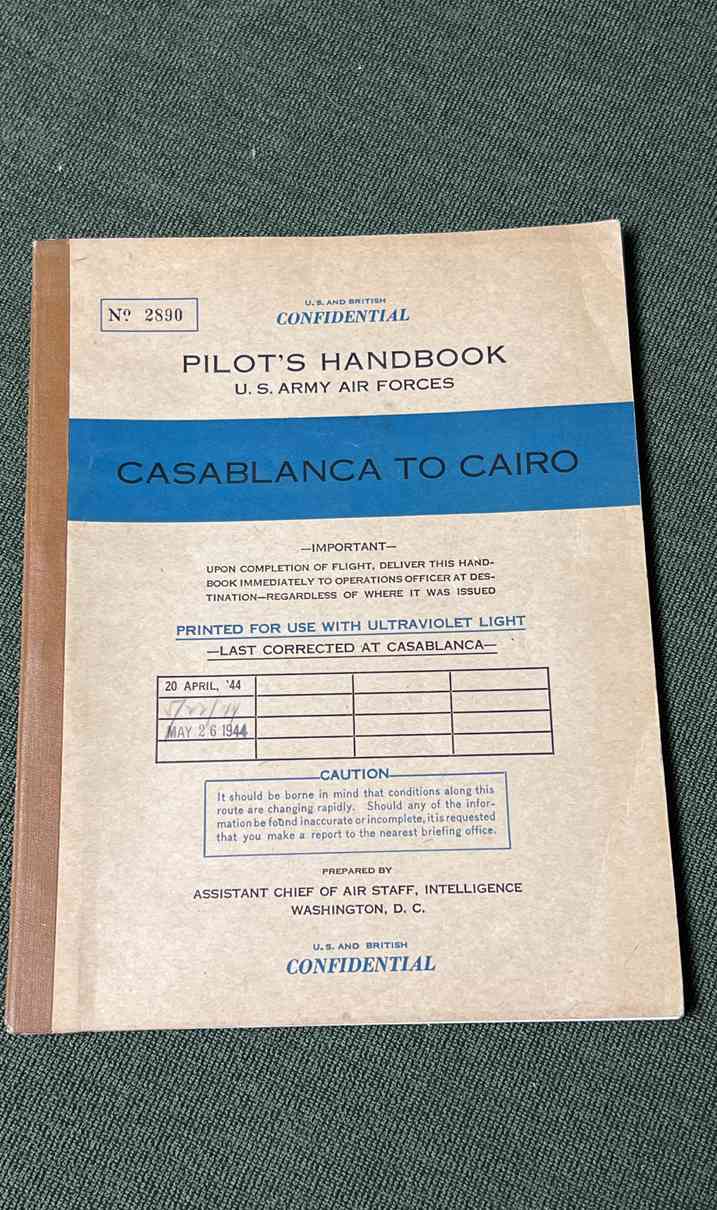 Nº 2890
U. S. AND BRITISH
CONFIDENTIAL
PILOT'S HANDBOOK
U. S. ARMY AIR FORCES
CASABLANCA TO CAIRO
—IMPORTANT—
UPON COMPLETION OF FLIGHT, DELIVER THIS HAND-
BOOK IMMEDIATELY TO OPERATIONS OFFICER AT DES-
TINATION—REGARDLESS OF WHERE IT WAS ISSUED
PRINTED FOR USE WITH ULTRAVIOLET LIGHT
—LAST CORRECTED AT CASABLANCA—
20 APRIL, '44
5/22/44
MAY 26 1944
CAUTION
It should be borne in mind that conditions along this
route are changing rapidly. Should any of the infor-
mation be found inaccurate or incomplete, it is requested
that you make a report to the nearest briefing office.
PREPARED BY
ASSISTANT CHIEF OF AIR STAFF, INTELLIGENCE
WASHINGTON, D. C.
U. S. AND BRITISH
CONFIDENTIAL